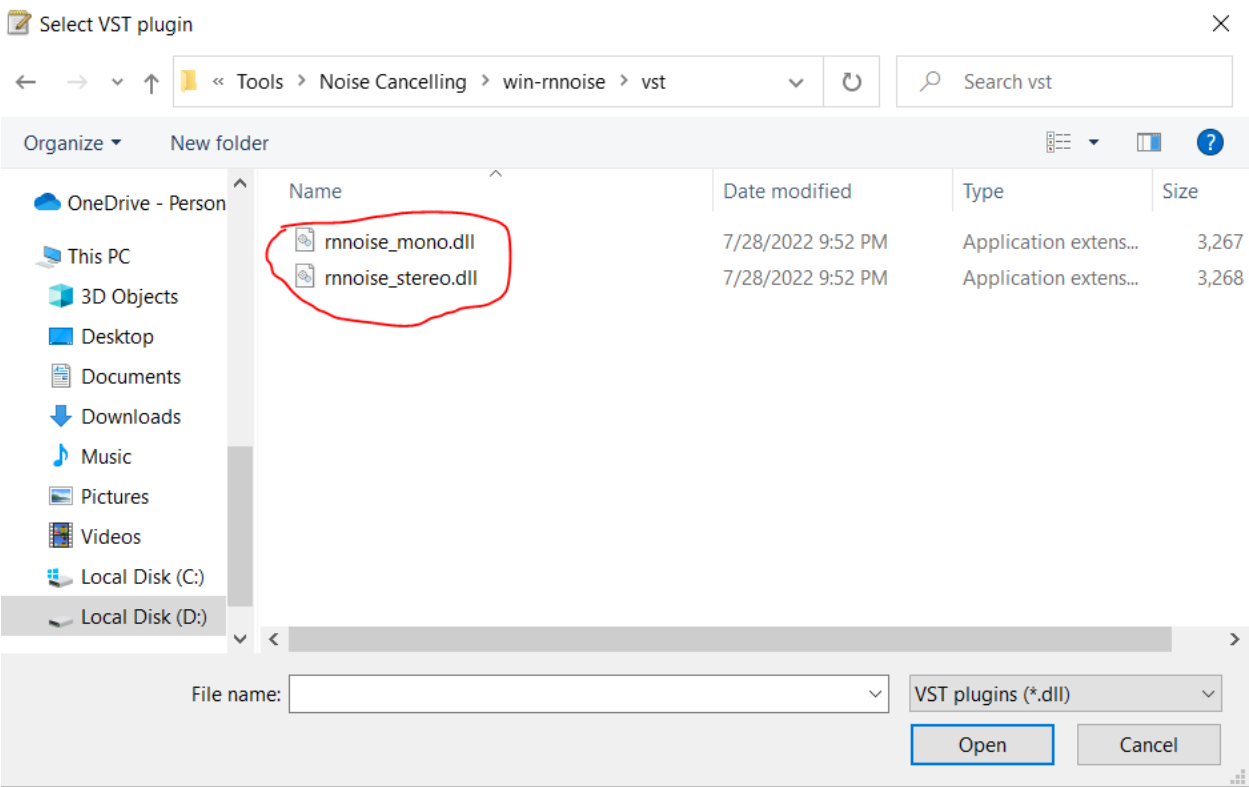 Select VST plugin
« Tools > Noise Cancelling > win-rnnoise > vst
Search vst
Organize
New folder
?
Name
Date modified
Type
Size
OneDrive - Person
This PC
3D Objects
Desktop
Documents
Downloads
Music
Pictures
Videos
Local Disk (C:)
Local Disk (D:)
rnnoise_mono.dll 7/28/2022 9:52 PM Application extens... 3,267
rnnoise_stereo.dll 7/28/2022 9:52 PM Application extens... 3,268
File name:
VST plugins (*.dll)
Open
Cancel